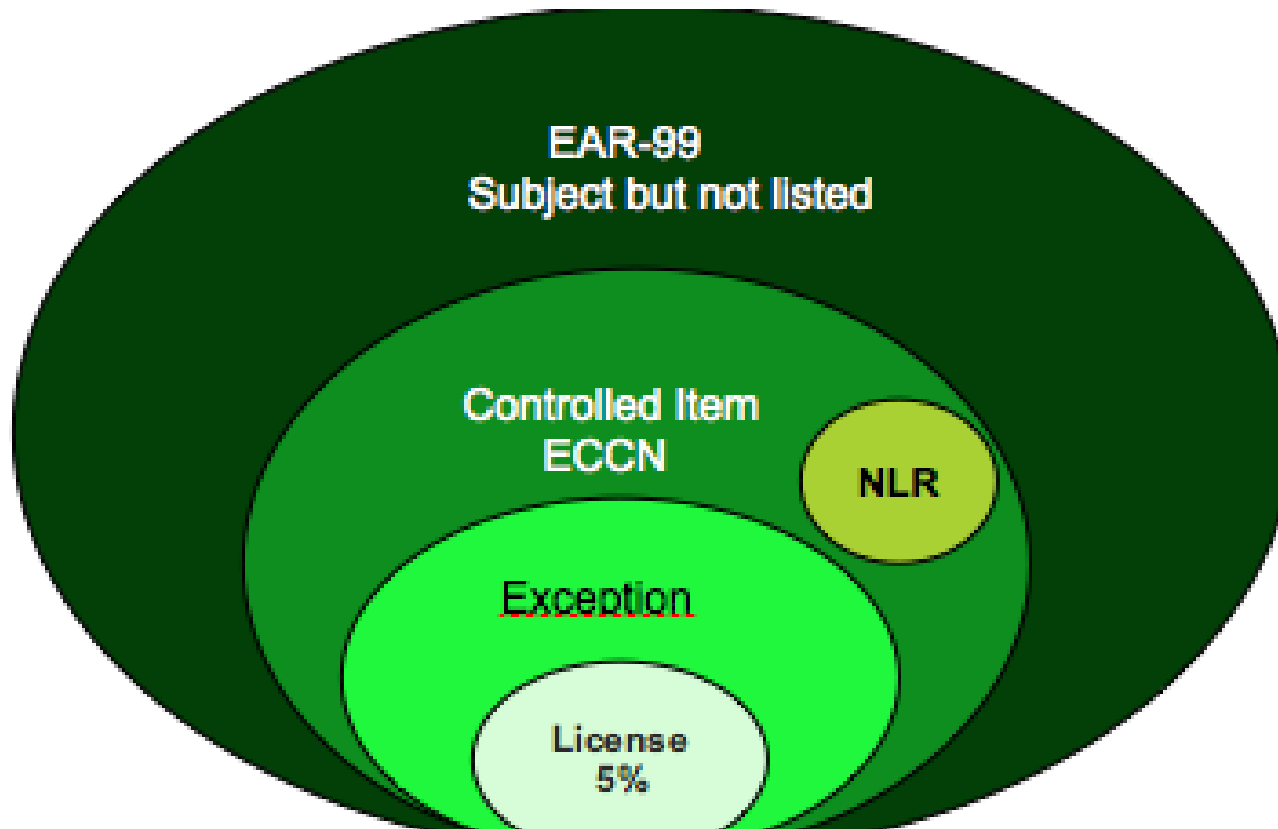 EAR-99
Subject but not listed
Controlled Item
ECCN
NLR
Exception
License
5%